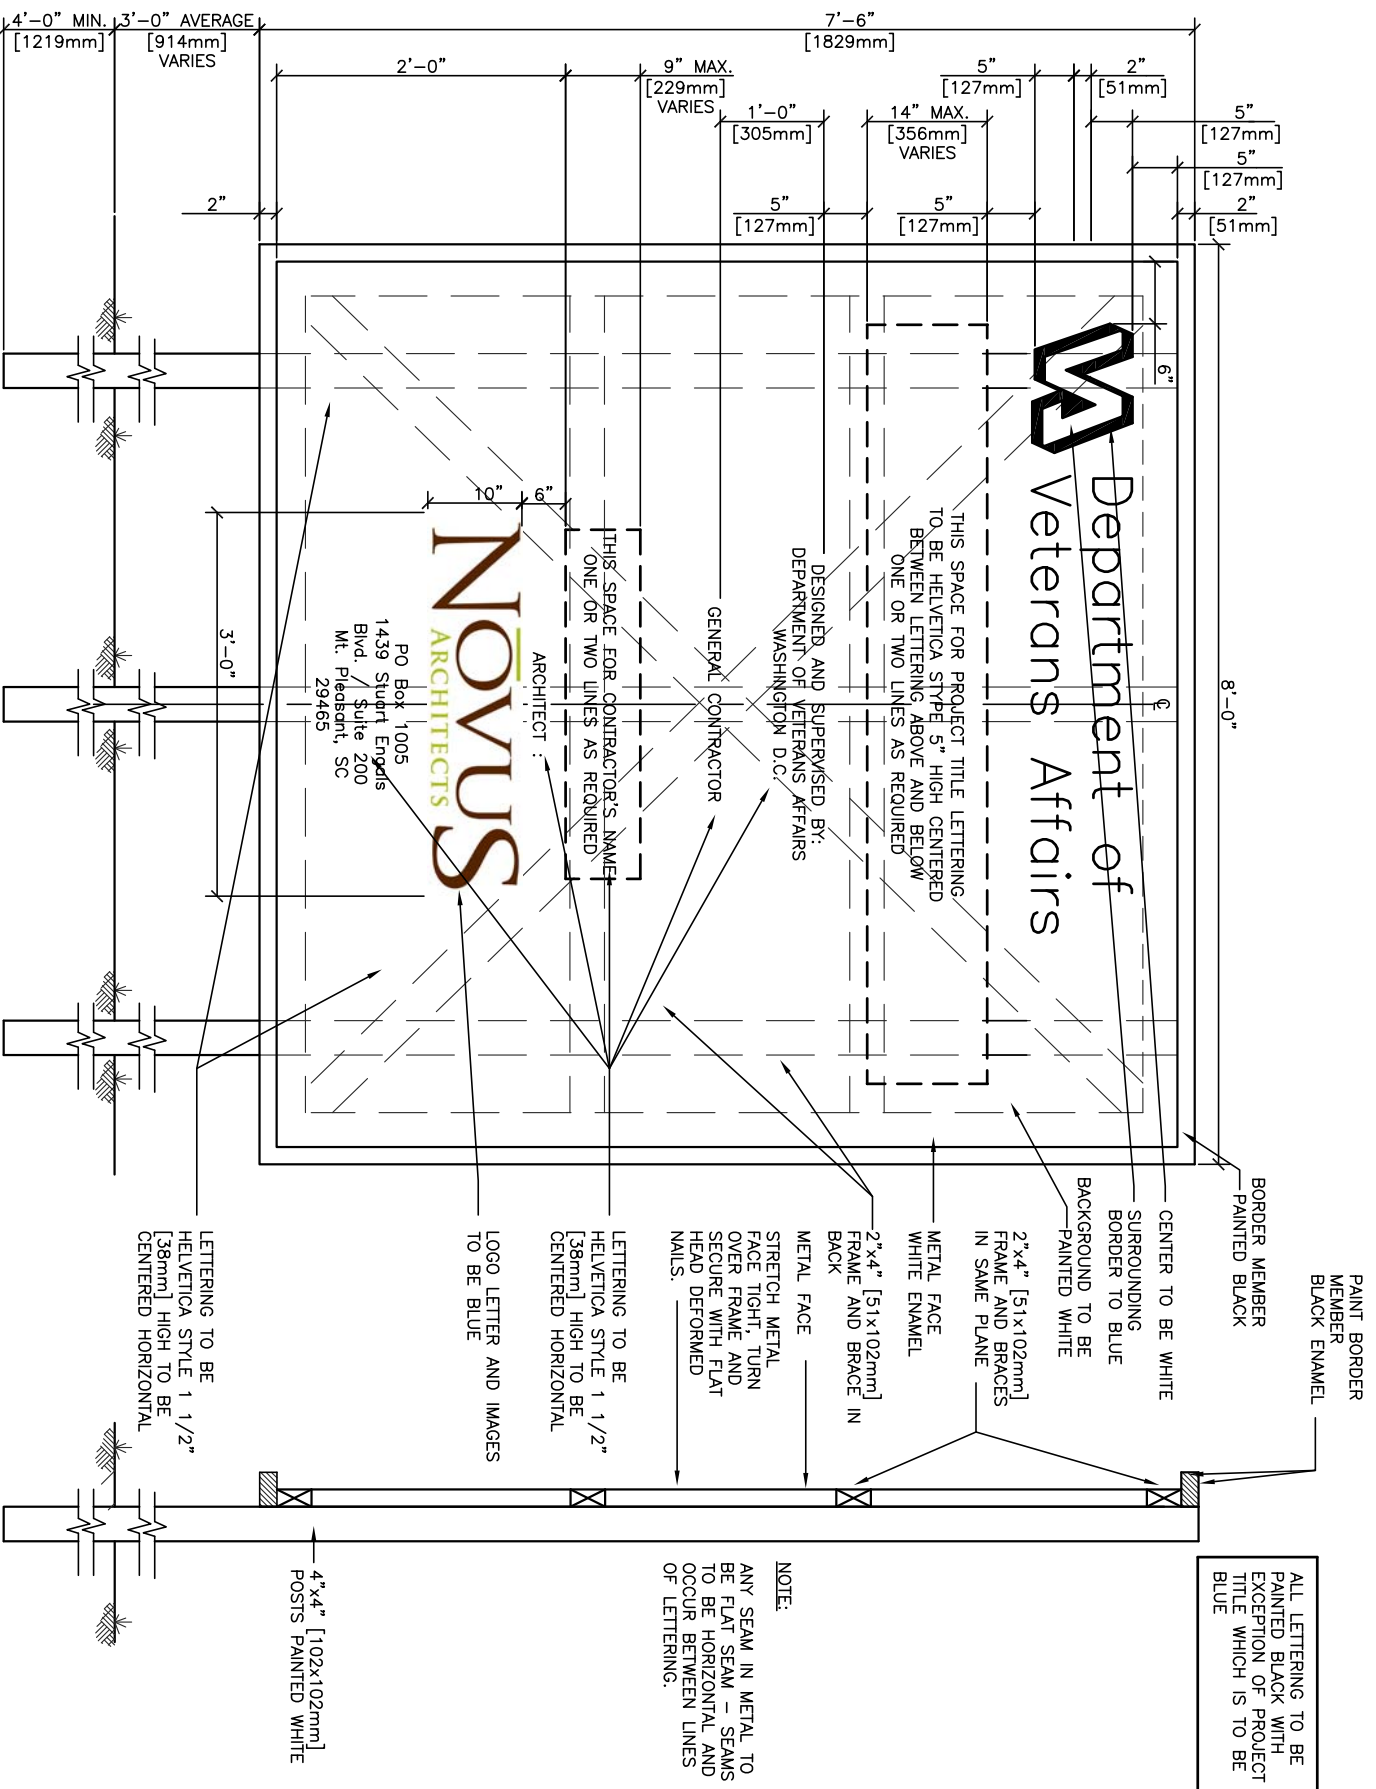 8'-0"
7'-6"
[1829mm]
3'-0" AVERAGE
[914mm]
VARIES
4'-0" MIN.
[1219mm]
2"
[51mm]
5"
[127mm]
5"
[127mm]
2"
[51mm]
5"
[127mm]
5"
[127mm]
14" MAX.
[356mm]
VARIES
5"
[127mm]
1'-0"
[305mm]
9" MAX.
[229mm]
VARIES
2'-0"
2"
6"
℄
Department of
Veterans Affairs
THIS SPACE FOR PROJECT TITLE LETTERING
TO BE HELVETICA STYPE 5" HIGH CENTERED
BETWEEN LETTERING ABOVE AND BELOW
ONE OR TWO LINES AS REQUIRED
DESIGNED AND SUPERVISED BY:
DEPARTMENT OF VETERANS AFFAIRS
WASHINGTON D.C.
GENERAL CONTRACTOR
THIS SPACE FOR CONTRACTOR'S NAME
ONE OR TWO LINES AS REQUIRED
6"
ARCHITECT :
10"
NOVUS
ARCHITECTS
PO Box 1005
1439 Stuart Engals
Blvd. / Suite 200
Mt. Pleasant, SC
29465
3'-0"
PAINT BORDER
MEMBER
BLACK ENAMEL
BORDER MEMBER
PAINTED BLACK
CENTER TO BE WHITE
SURROUNDING
BORDER TO BLUE
BACKGROUND TO BE
PAINTED WHITE
2"x4" [51x102mm]
FRAME AND BRACES
IN SAME PLANE
METAL FACE
WHITE ENAMEL
2"x4" [51x102mm]
FRAME AND BRACE IN
BACK
METAL FACE
STRETCH METAL
FACE TIGHT, TURN
OVER FRAME AND
SECURE WITH FLAT
HEAD DEFORMED
NAILS.
LETTERING TO BE
HELVETICA STYLE 1 1/2"
[38mm] HIGH TO BE
CENTERED HORIZONTAL
LOGO LETTER AND IMAGES
TO BE BLUE
LETTERING TO BE
HELVETICA STYLE 1 1/2"
[38mm] HIGH TO BE
CENTERED HORIZONTAL
ALL LETTERING TO BE
PAINTED BLACK WITH
EXCEPTION OF PROJECT
TITLE WHICH IS TO BE
BLUE
NOTE:
ANY SEAM IN METAL TO
BE FLAT SEAM – SEAMS
TO BE HORIZONTAL AND
OCCUR BETWEEN LINES
OF LETTERING.
4"x4" [102x102mm]
POSTS PAINTED WHITE